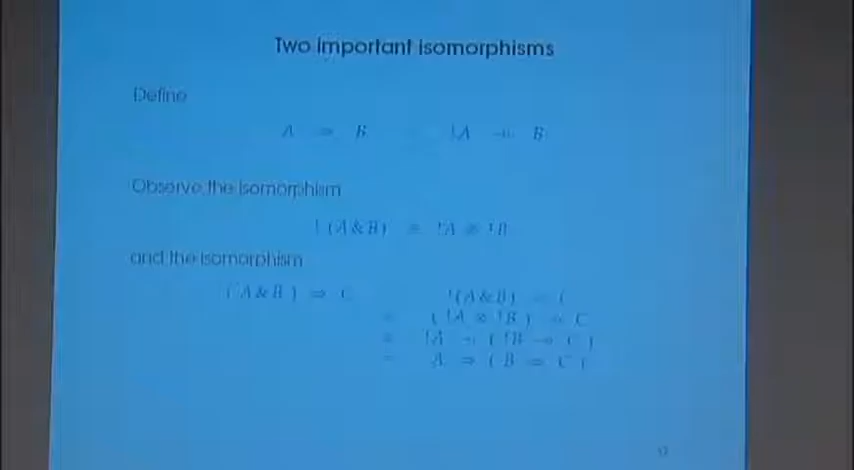 Two important isomorphisms
Define
A ⇒ B !A ⊸ B
Observe the isomorphism
! (A & B) ≅ !A ⊗ !B
and the isomorphism
( A & B ) ⇒ C !(A & B) ⊸ C
≅ ( !A ⊗ !B ) ⊸ C
≅ !A ⊸ ( !B ⊸ C )
= A ⇒ ( B ⇒ C )